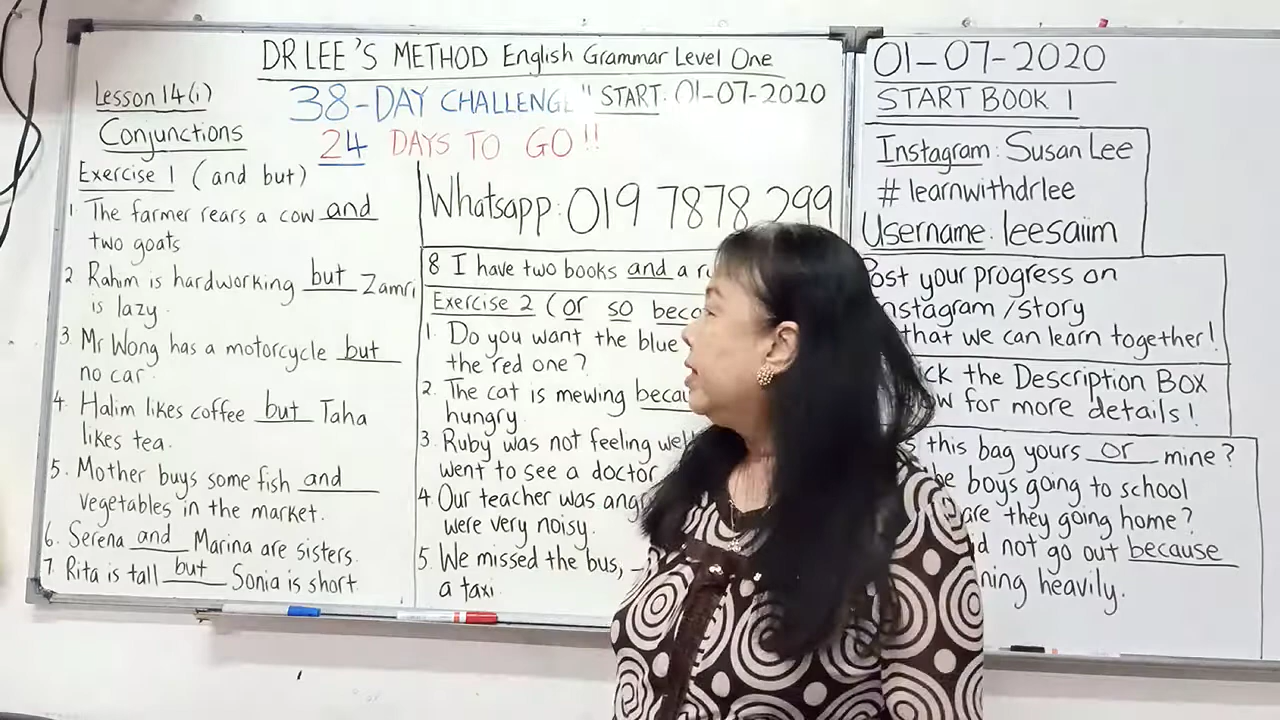 DR LEE'S METHOD English Grammar Level One
Lesson 14(i)
38-DAY CHALLENGE" START: 01-07-2020
Conjunctions
24 DAYS TO GO!!
Exercise 1 (and but)
1. The farmer rears a cow and
two goats
2 Rahim is hardworking but Zamri
is lazy.
3. Mr Wong has a motorcycle but
no car.
4. Halim likes coffee but Taha
likes tea.
5. Mother buys some fish and
vegetables in the market.
6. Serena and Marina are sisters.
7. Rita is tall but Sonia is short.
Whatsapp: 019 7878 299
8 I have two books and a
Exercise 2 (or so
1. Do you want the blue
the red one?
2. The cat is mewing
hungry.
3. Ruby was not feeling well
went to see a doctor
4 Our teacher was
were very noisy.
5. We missed the bus,
a taxi.
01-07-2020
START BOOK 1
Instagram: Susan Lee
# learnwithdrlee
Username: leesaiim
Post your progress on
Instagram/story
that we can learn together!
the Description Box
for more details!
this bag yours or mine?
boys going to school
are they going home?
not go out because
heavily.